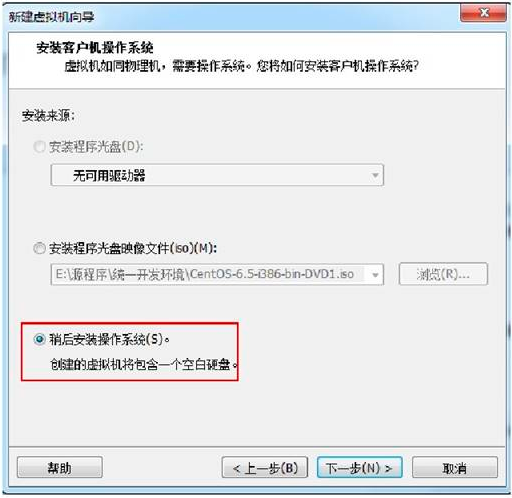 新建虚拟机向导
安装客户机操作系统
虚拟机如同物理机，需要操作系统。您将如何安装客户机操作系统?
安装来源:
安装程序光盘(D):
无可用驱动器
安装程序光盘映像文件(iso)(M):
E:\源程序\统一开发环境\CentOS-6.5-i386-bin-DVD1.iso
浏览(R)...
稍后安装操作系统(S)。
创建的虚拟机将包含一个空白硬盘。
帮助
< 上一步(B)
下一步(N) >
取消